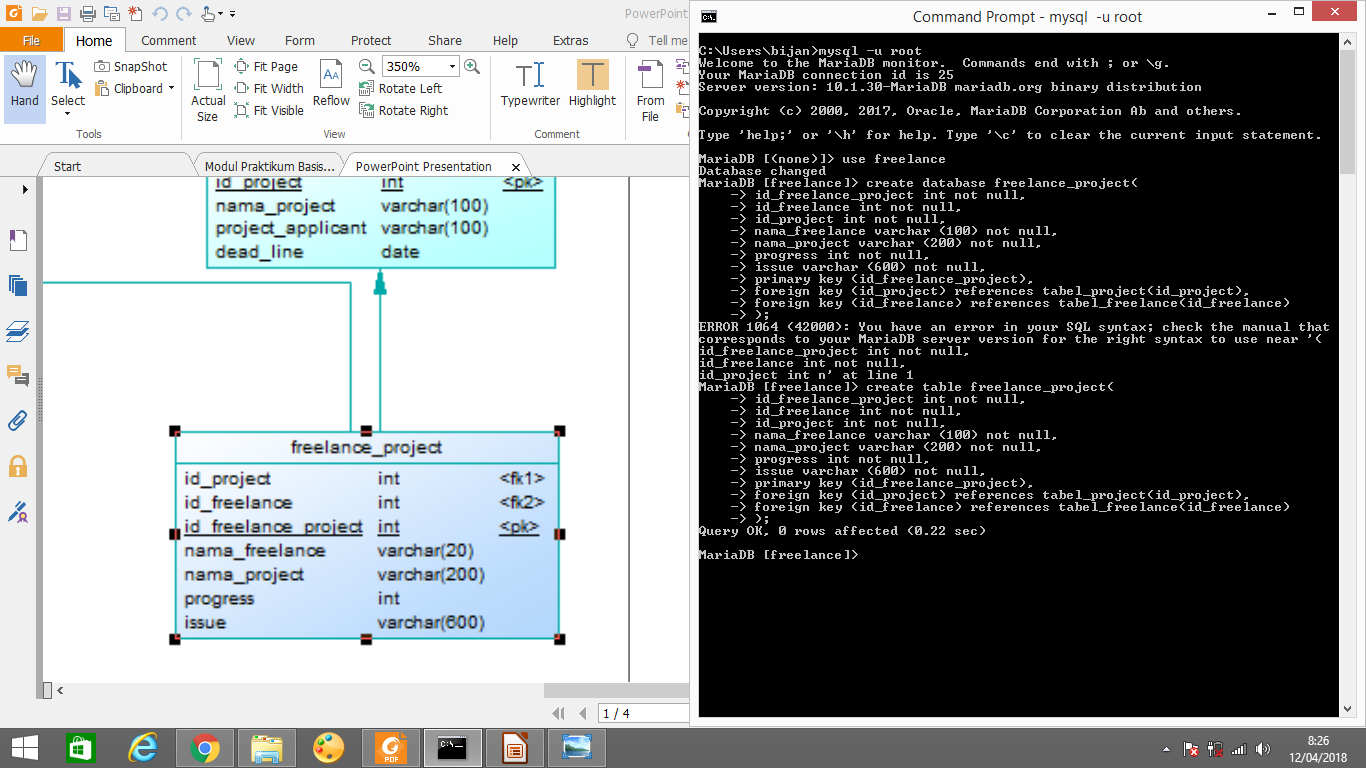 PowerPoint
File
Home
Comment
View
Form
Protect
Share
Help
Extras
Tell me
Hand
Select
SnapShot
Clipboard
Tools
Actual Size
Fit Page
Fit Width
Fit Visible
Reflow
350%
Rotate Left
Rotate Right
View
Typewriter
Highlight
Comment
From File
Start
Modul Praktikum Basis...
PowerPoint Presentation
id_project int <pk>
nama_project varchar(100)
project_applicant varchar(100)
dead_line date
freelance_project
id_project int <fk1>
id_freelance int <fk2>
id_freelance_project int <pk>
nama_freelance varchar(20)
nama_project varchar(200)
progress int
issue varchar(600)
1 / 4
Command Prompt - mysql -u root
C:\Users\bijan>mysql -u root
Welcome to the MariaDB monitor.  Commands end with ; or \g.
Your MariaDB connection id is 25
Server version: 10.1.30-MariaDB mariadb.org binary distribution
Copyright (c) 2000, 2017, Oracle, MariaDB Corporation Ab and others.
Type 'help;' or '\h' for help. Type '\c' to clear the current input statement.
MariaDB [(none)]> use freelance
Database changed
MariaDB [freelance]> create database freelance_project(
-> id_freelance_project int not null,
-> id_freelance int not null,
-> id_project int not null,
-> nama_freelance varchar (100) not null,
-> nama_project varchar (200) not null,
-> progress int not null,
-> issue varchar (600) not null,
-> primary key (id_freelance_project),
-> foreign key (id_project) references tabel_project(id_project),
-> foreign key (id_freelance) references tabel_freelance(id_freelance)
-> );
ERROR 1064 (42000): You have an error in your SQL syntax; check the manual that
corresponds to your MariaDB server version for the right syntax to use near '(
id_freelance_project int not null,
id_freelance int not null,
id_project int n' at line 1
MariaDB [freelance]> create table freelance_project(
-> id_freelance_project int not null,
-> id_freelance int not null,
-> id_project int not null,
-> nama_freelance varchar (100) not null,
-> nama_project varchar (200) not null,
-> progress int not null,
-> issue varchar (600) not null,
-> primary key (id_freelance_project),
-> foreign key (id_project) references tabel_project(id_project),
-> foreign key (id_freelance) references tabel_freelance(id_freelance)
-> );
Query OK, 0 rows affected (0.22 sec)
MariaDB [freelance]>
PDF
8:26
12/04/2018